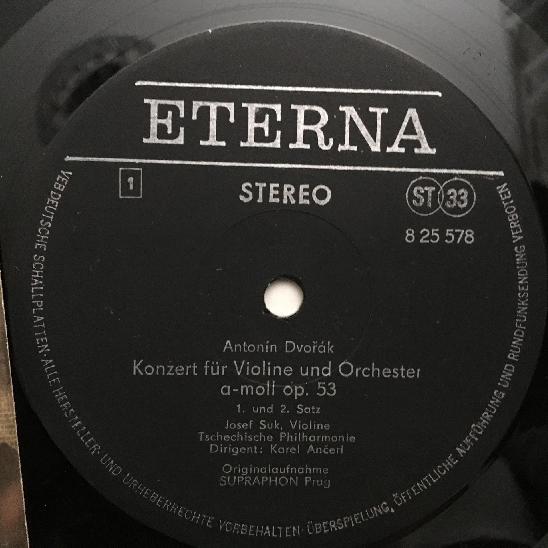 ETERNA
1
STEREO
ST 33
8 25 578
Antonín Dvořák
Konzert für Violine und Orchester
a-moll op. 53
1. und 2. Satz
Josef Suk, Violine
Tschechische Philharmonie
Dirigent: Karel Ančerl
Originalaufnahme
SUPRAPHON Prag
VEB DEUTSCHE SCHALLPLATTEN · ALLE HERSTELLER- UND URHEBERRECHTE VORBEHALTEN · ÜBERSPIELUNG, ÖFFENTLICHE AUFFÜHRUNG UND RUNDFUNKSENDUNG VERBOTEN